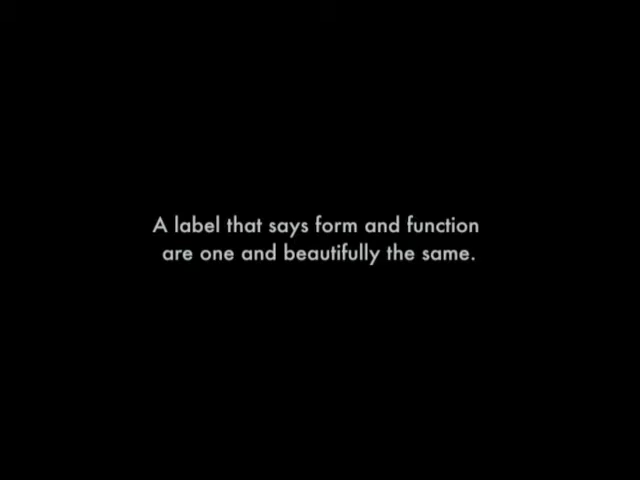 A label that says form and function
are one and beautifully the same.